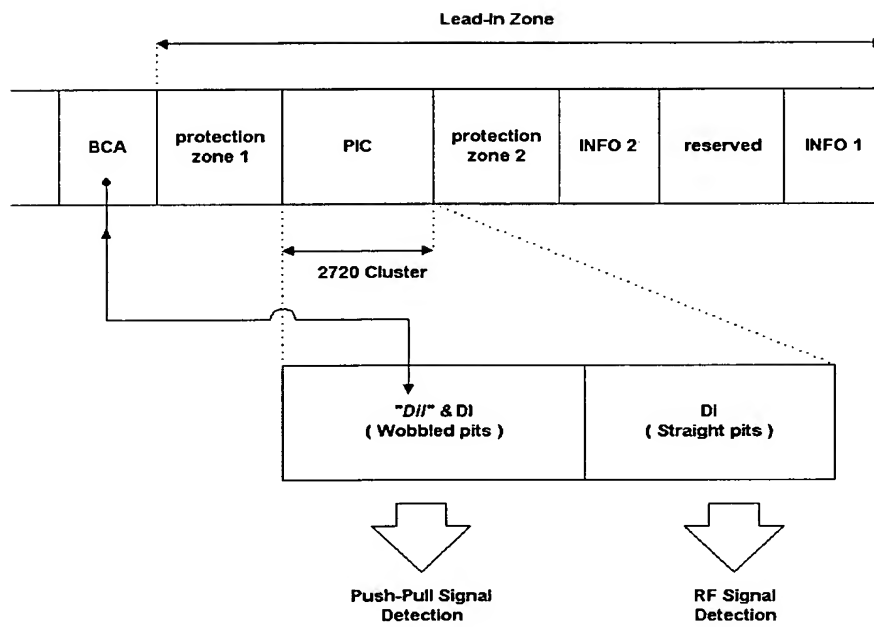 Lead-In Zone
BCA
protection
zone 1
PIC
protection
zone 2
INFO 2
reserved
INFO 1
2720 Cluster
"DiI" & DI
( Wobbled pits )
DI
( Straight pits )
Push-Pull Signal
Detection
RF Signal
Detection